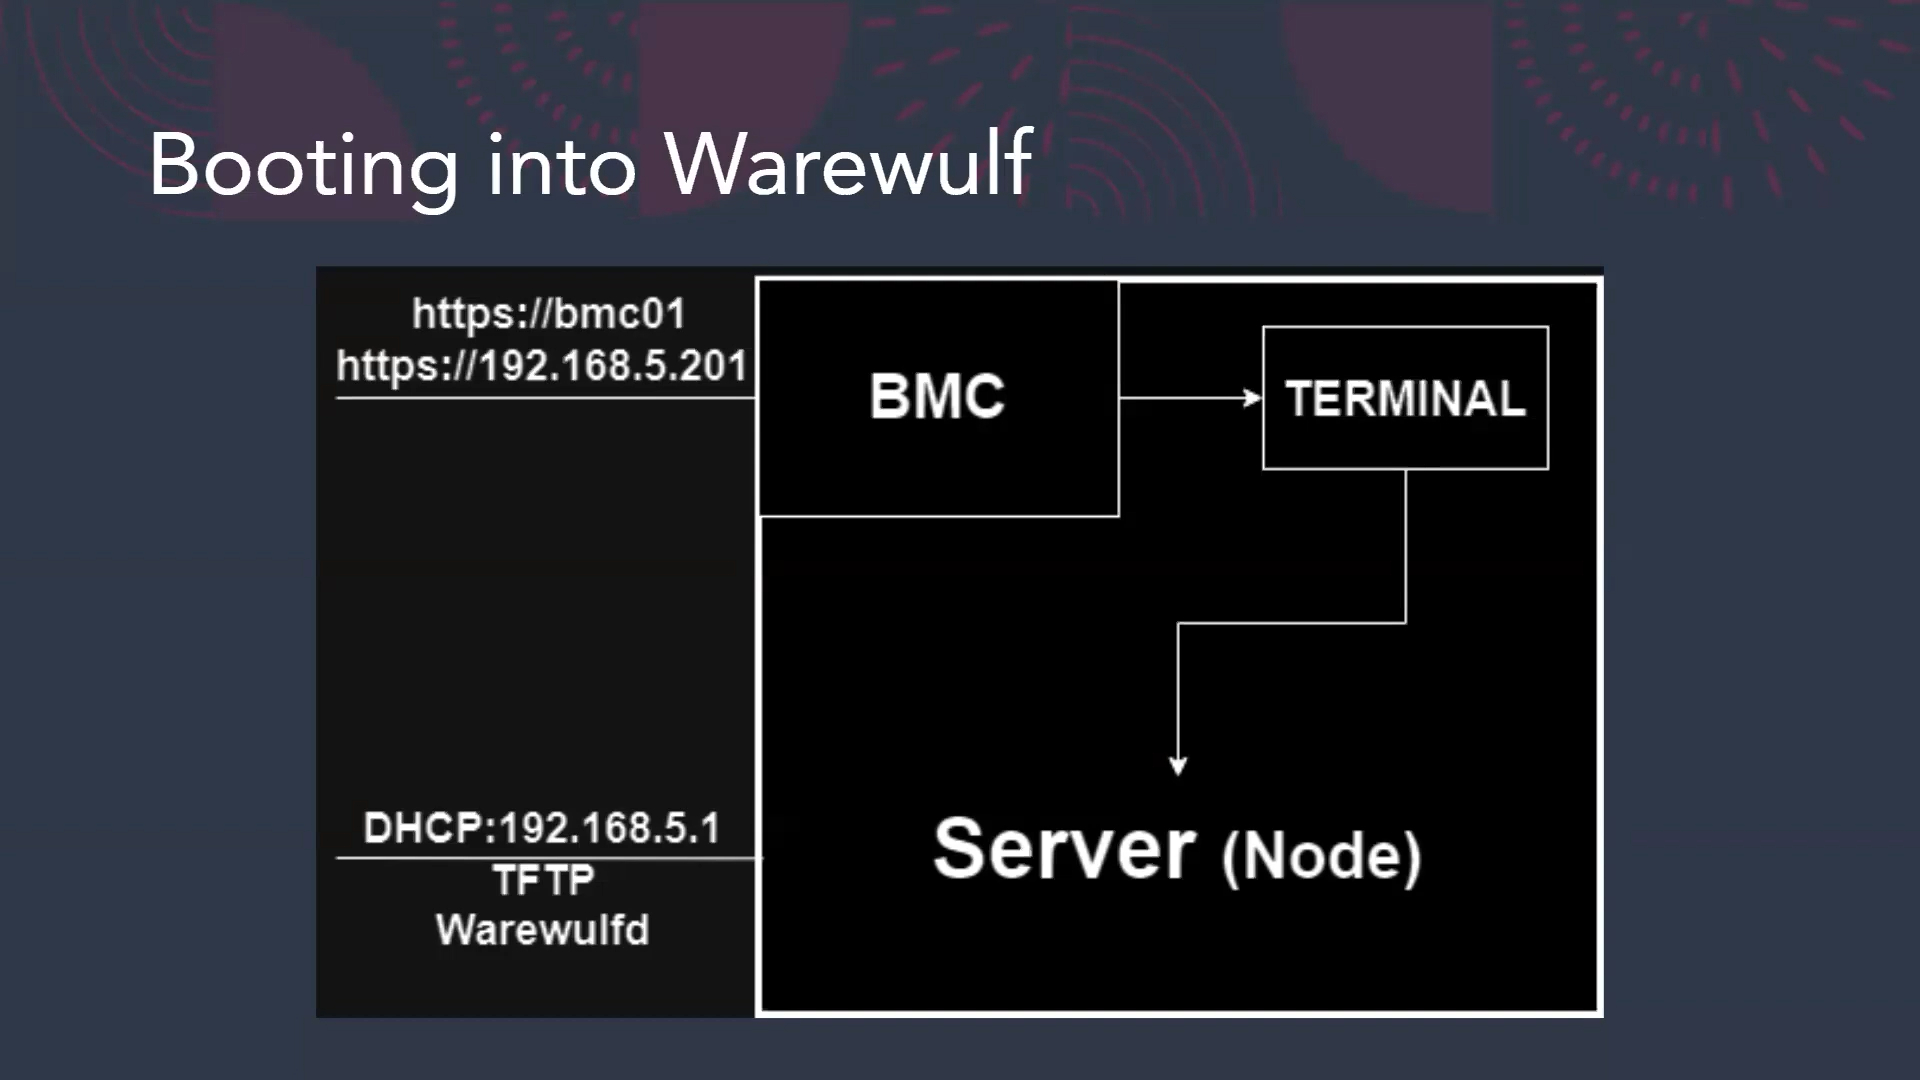 Booting into Warewulf
https://bmc01
https://192.168.5.201
BMC
TERMINAL
DHCP:192.168.5.1
TFTP
Warewulfd
Server (Node)